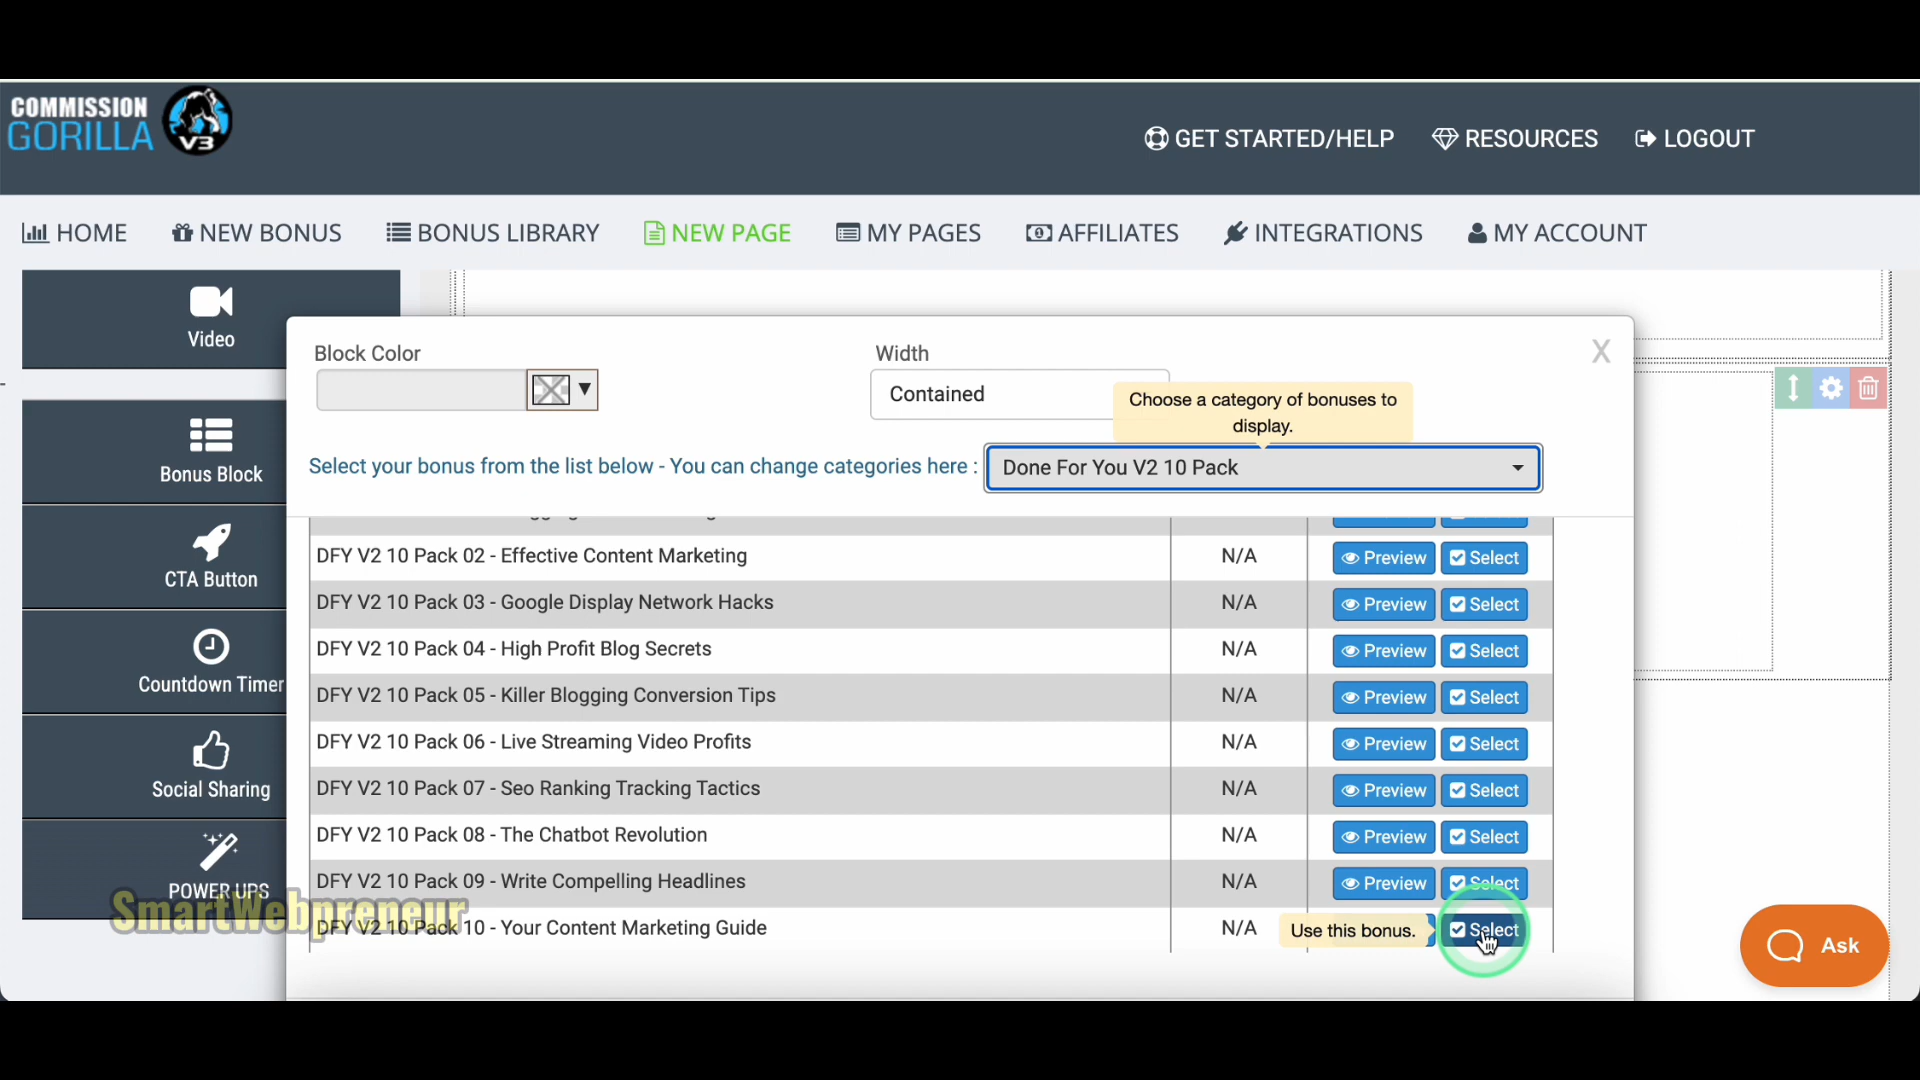 COMMISSION
GORILLA
V3
GET STARTED/HELP
RESOURCES
LOGOUT
HOME
NEW BONUS
BONUS LIBRARY
NEW PAGE
MY PAGES
AFFILIATES
INTEGRATIONS
MY ACCOUNT
Video
Bonus Block
CTA Button
Countdown Timer
Social Sharing
POWER UPS
Block Color
Width
X
Contained
Choose a category of bonuses to
display.
Select your bonus from the list below - You can change categories here :
Done For You V2 10 Pack
DFY V2 10 Pack 02 - Effective Content Marketing N/A Preview Select
DFY V2 10 Pack 03 - Google Display Network Hacks N/A Preview Select
DFY V2 10 Pack 04 - High Profit Blog Secrets N/A Preview Select
DFY V2 10 Pack 05 - Killer Blogging Conversion Tips N/A Preview Select
DFY V2 10 Pack 06 - Live Streaming Video Profits N/A Preview Select
DFY V2 10 Pack 07 - Seo Ranking Tracking Tactics N/A Preview Select
DFY V2 10 Pack 08 - The Chatbot Revolution N/A Preview Select
DFY V2 10 Pack 09 - Write Compelling Headlines N/A Preview Select
DFY V2 10 Pack 10 - Your Content Marketing Guide N/A Use this bonus. Select
SmartWebpreneur
Ask